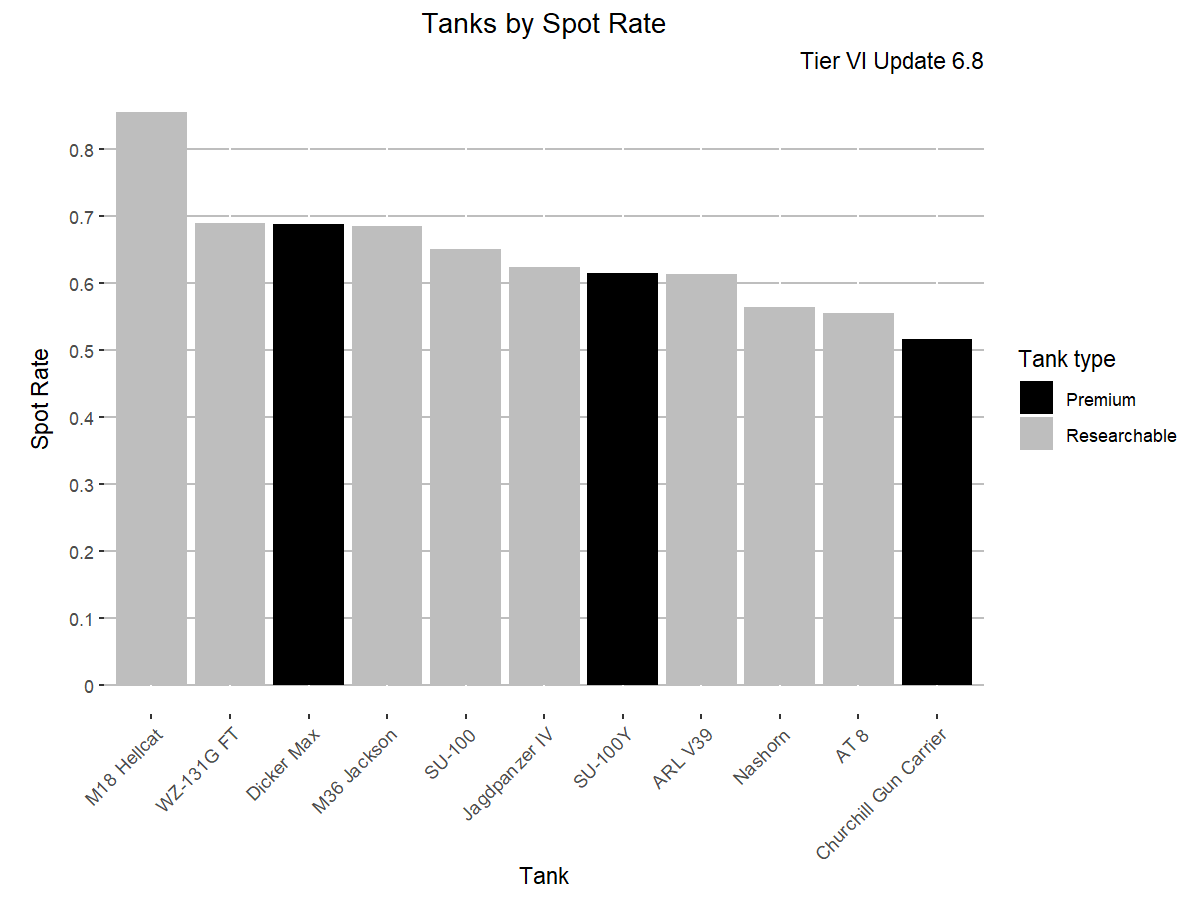 Tanks by Spot Rate
Tier VI Update 6.8
Spot Rate
0.8
0.7
0.6
0.5
0.4
0.3
0.2
0.1
0
M18 Hellcat
WZ-131G FT
Dicker Max
M36 Jackson
SU-100
Jagdpanzer IV
SU-100Y
ARL V39
Nashorn
AT 8
Churchill Gun Carrier
Tank
Tank type
Premium
Researchable